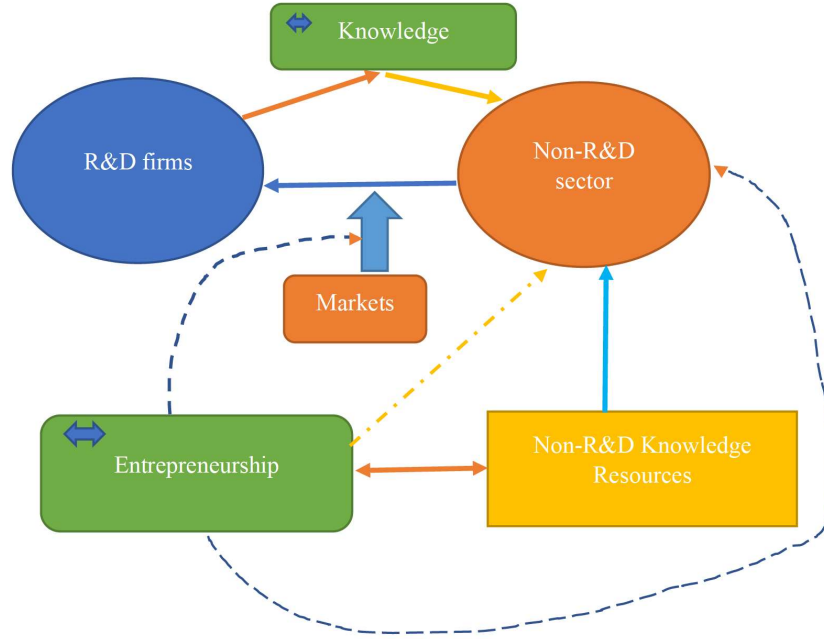 Knowledge
R&D firms
Non-R&D
sector
Markets
Entrepreneurship
Non-R&D Knowledge
Resources